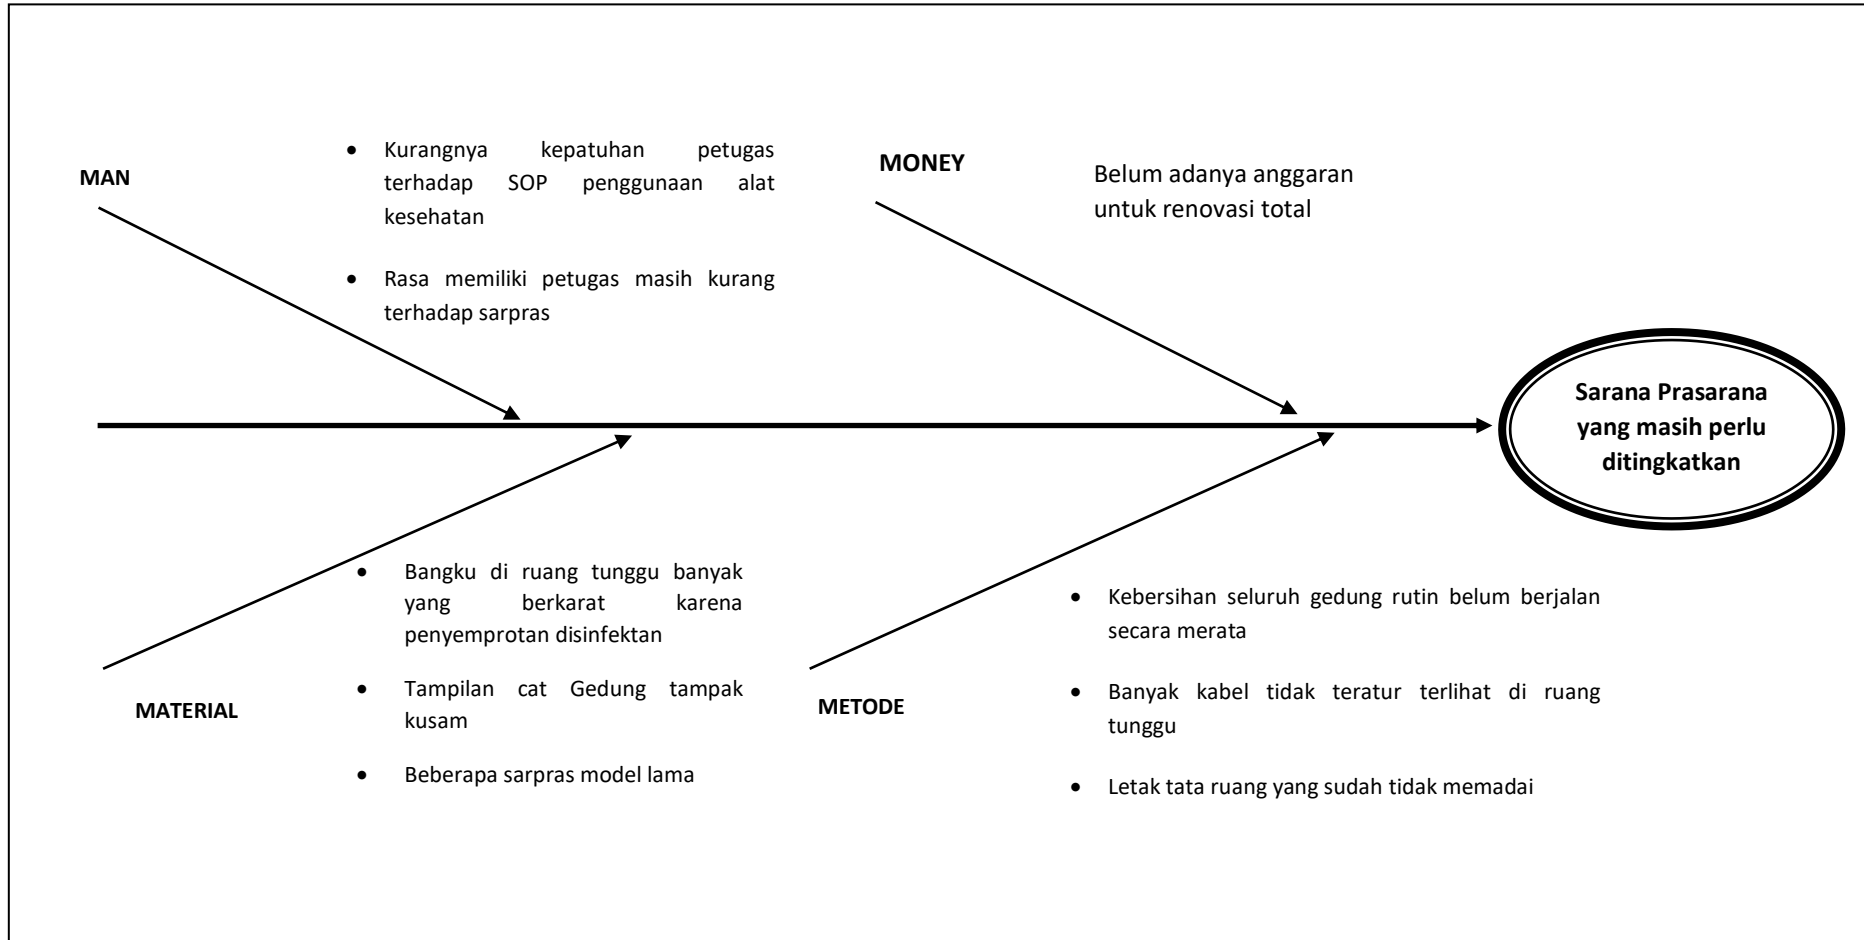 MAN
• Kurangnya kepatuhan petugas
terhadap SOP penggunaan alat
kesehatan
• Rasa memiliki petugas masih kurang
terhadap sarpras
MONEY
Belum adanya anggaran
untuk renovasi total
Sarana Prasarana
yang masih perlu
ditingkatkan
MATERIAL
• Bangku di ruang tunggu banyak
yang berkarat karena
penyemprotan disinfektan
• Tampilan cat Gedung tampak
kusam
• Beberapa sarpras model lama
METODE
• Kebersihan seluruh gedung rutin belum berjalan
secara merata
• Banyak kabel tidak teratur terlihat di ruang
tunggu
• Letak tata ruang yang sudah tidak memadai